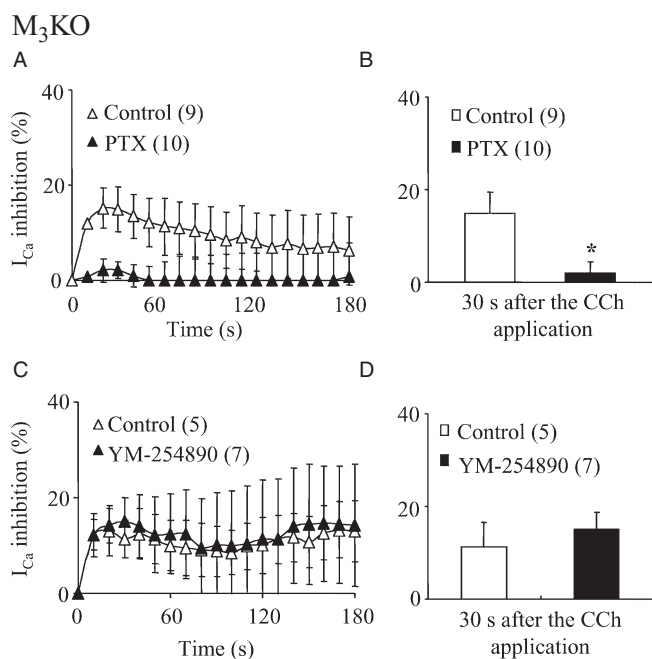 M₃KO
A
I_Ca inhibition (%)
40
20
0
△ Control (9)
▲ PTX (10)
0
60
120
180
Time (s)
B
40
20
0
□ Control (9)
■ PTX (10)
*
30 s after the CCh
application
C
I_Ca inhibition (%)
40
20
0
△ Control (5)
▲ YM-254890 (7)
0
60
120
180
Time (s)
D
40
20
0
□ Control (5)
■ YM-254890 (7)
30 s after the CCh
application